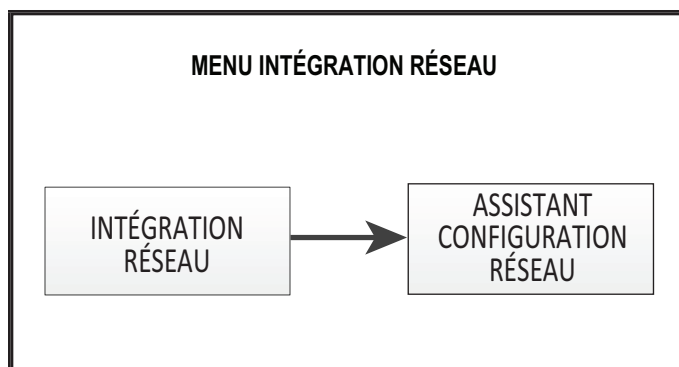 MENU INTÉGRATION RÉSEAU
INTÉGRATION
RÉSEAU
ASSISTANT
CONFIGURATION
RÉSEAU